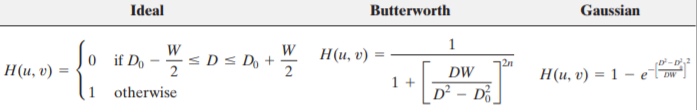 Ideal Butterworth Gaussian
H(u, v) = { 0 if D₀ − W/2 ≤ D ≤ D₀ + W/2
1 otherwise
H(u, v) = 1 / (1 + [DW / (D² − D₀²)]²ⁿ)
H(u, v) = 1 − e^(−[(D² − D₀²)/DW]²)